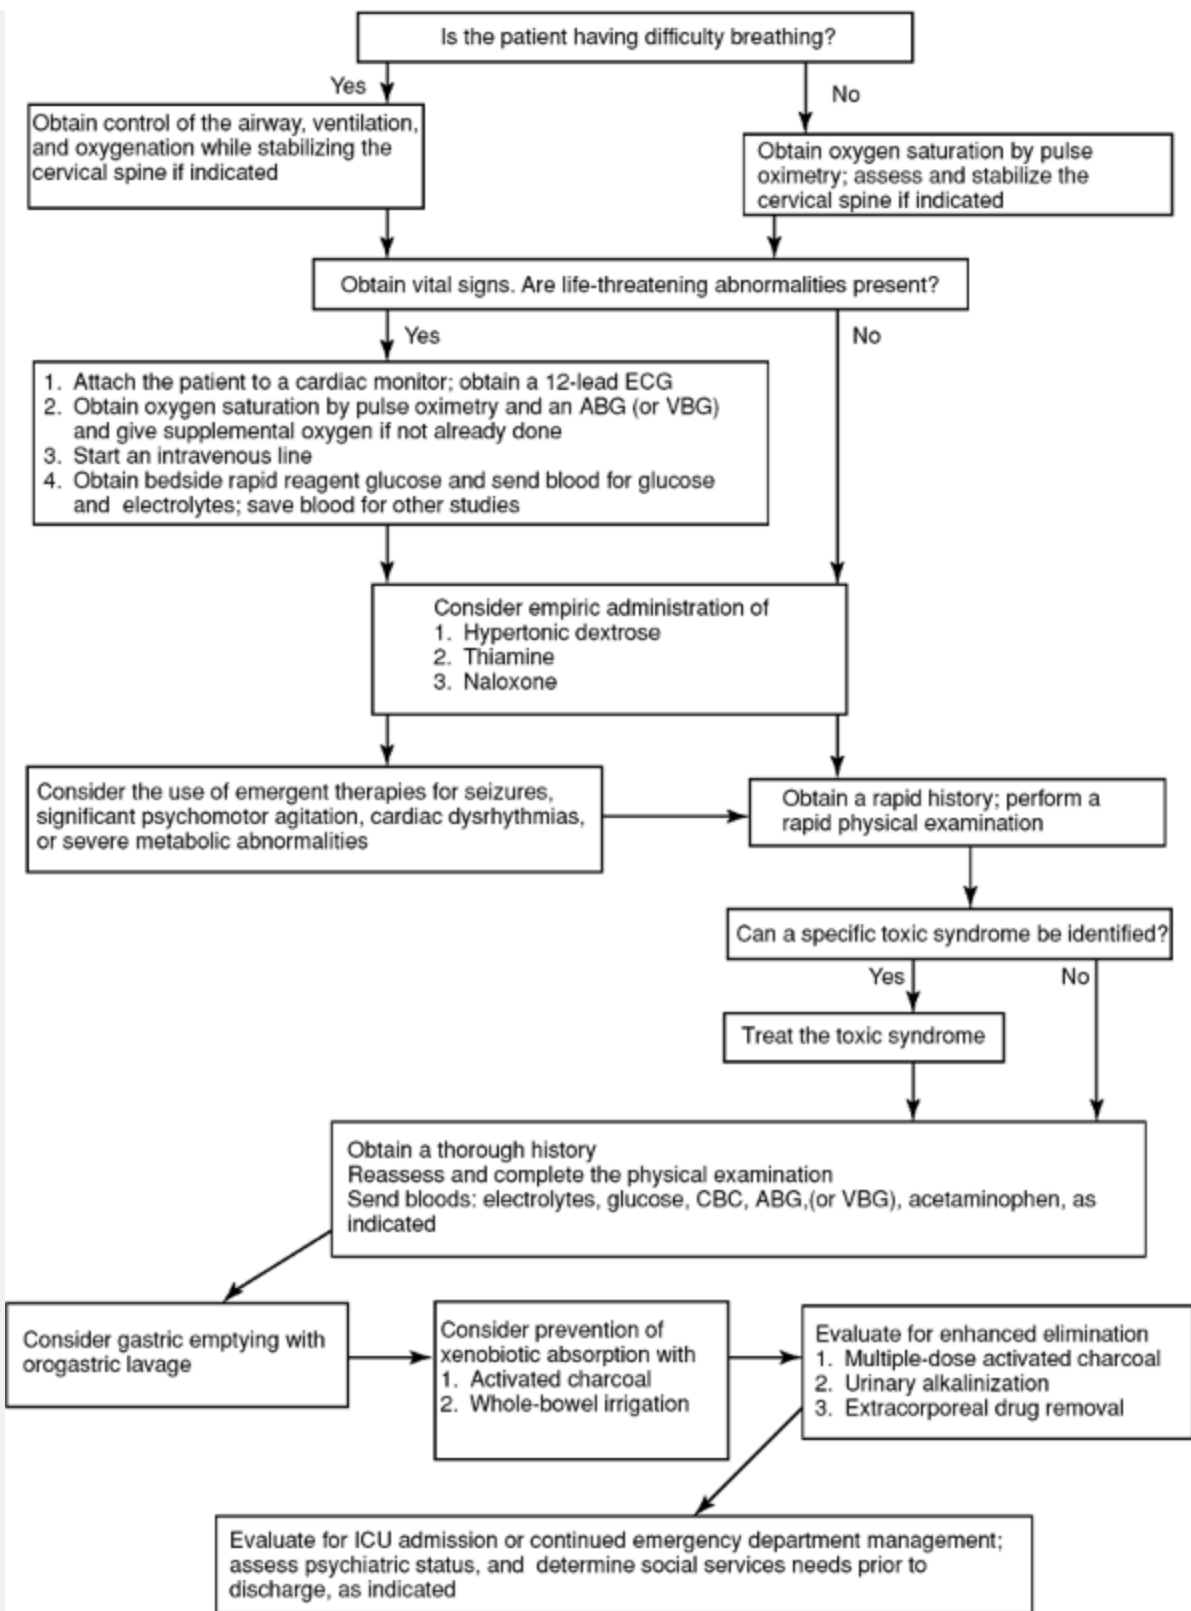 Is the patient having difficulty breathing?
Yes
No
Obtain control of the airway, ventilation,
and oxygenation while stabilizing the
cervical spine if indicated
Obtain oxygen saturation by pulse
oximetry; assess and stabilize the
cervical spine if indicated
Obtain vital signs. Are life-threatening abnormalities present?
Yes
No
1. Attach the patient to a cardiac monitor; obtain a 12-lead ECG
2. Obtain oxygen saturation by pulse oximetry and an ABG (or VBG)
and give supplemental oxygen if not already done
3. Start an intravenous line
4. Obtain bedside rapid reagent glucose and send blood for glucose
and electrolytes; save blood for other studies
Consider empiric administration of
1. Hypertonic dextrose
2. Thiamine
3. Naloxone
Consider the use of emergent therapies for seizures,
significant psychomotor agitation, cardiac dysrhythmias,
or severe metabolic abnormalities
Obtain a rapid history; perform a
rapid physical examination
Can a specific toxic syndrome be identified?
Yes
No
Treat the toxic syndrome
Obtain a thorough history
Reassess and complete the physical examination
Send bloods: electrolytes, glucose, CBC, ABG,(or VBG), acetaminophen, as
indicated
Consider gastric emptying with
orogastric lavage
Consider prevention of
xenobiotic absorption with
1. Activated charcoal
2. Whole-bowel irrigation
Evaluate for enhanced elimination
1. Multiple-dose activated charcoal
2. Urinary alkalinization
3. Extracorporeal drug removal
Evaluate for ICU admission or continued emergency department management;
assess psychiatric status, and determine social services needs prior to
discharge, as indicated